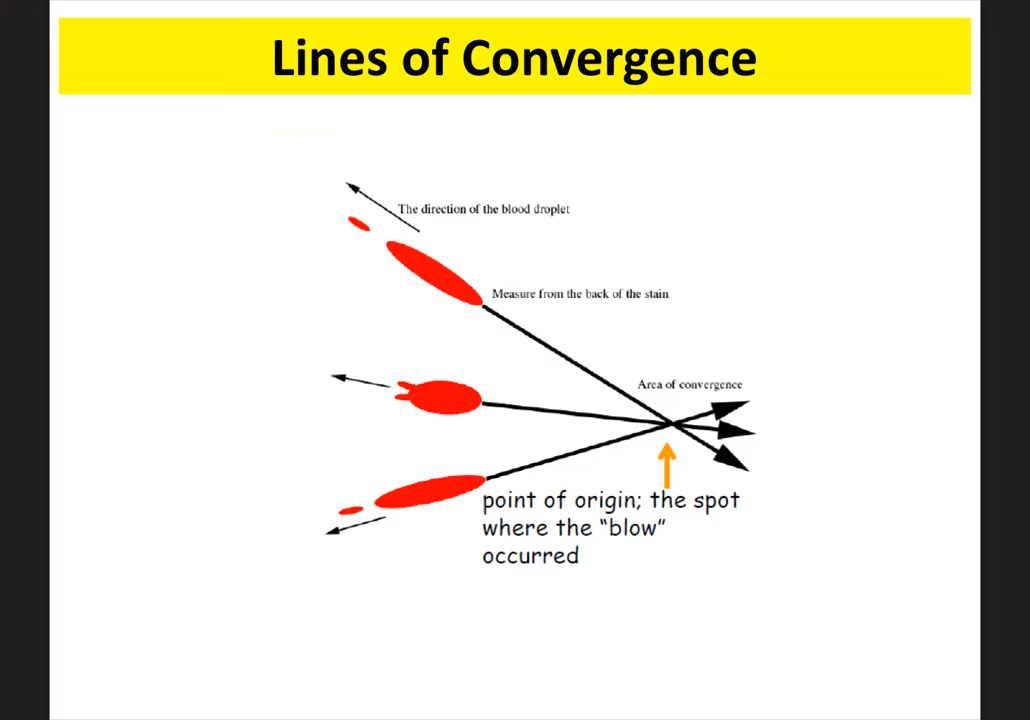 Lines of Convergence
The direction of the blood droplet
Measure from the back of the stain
Area of convergence
point of origin; the spot
where the “blow”
occurred